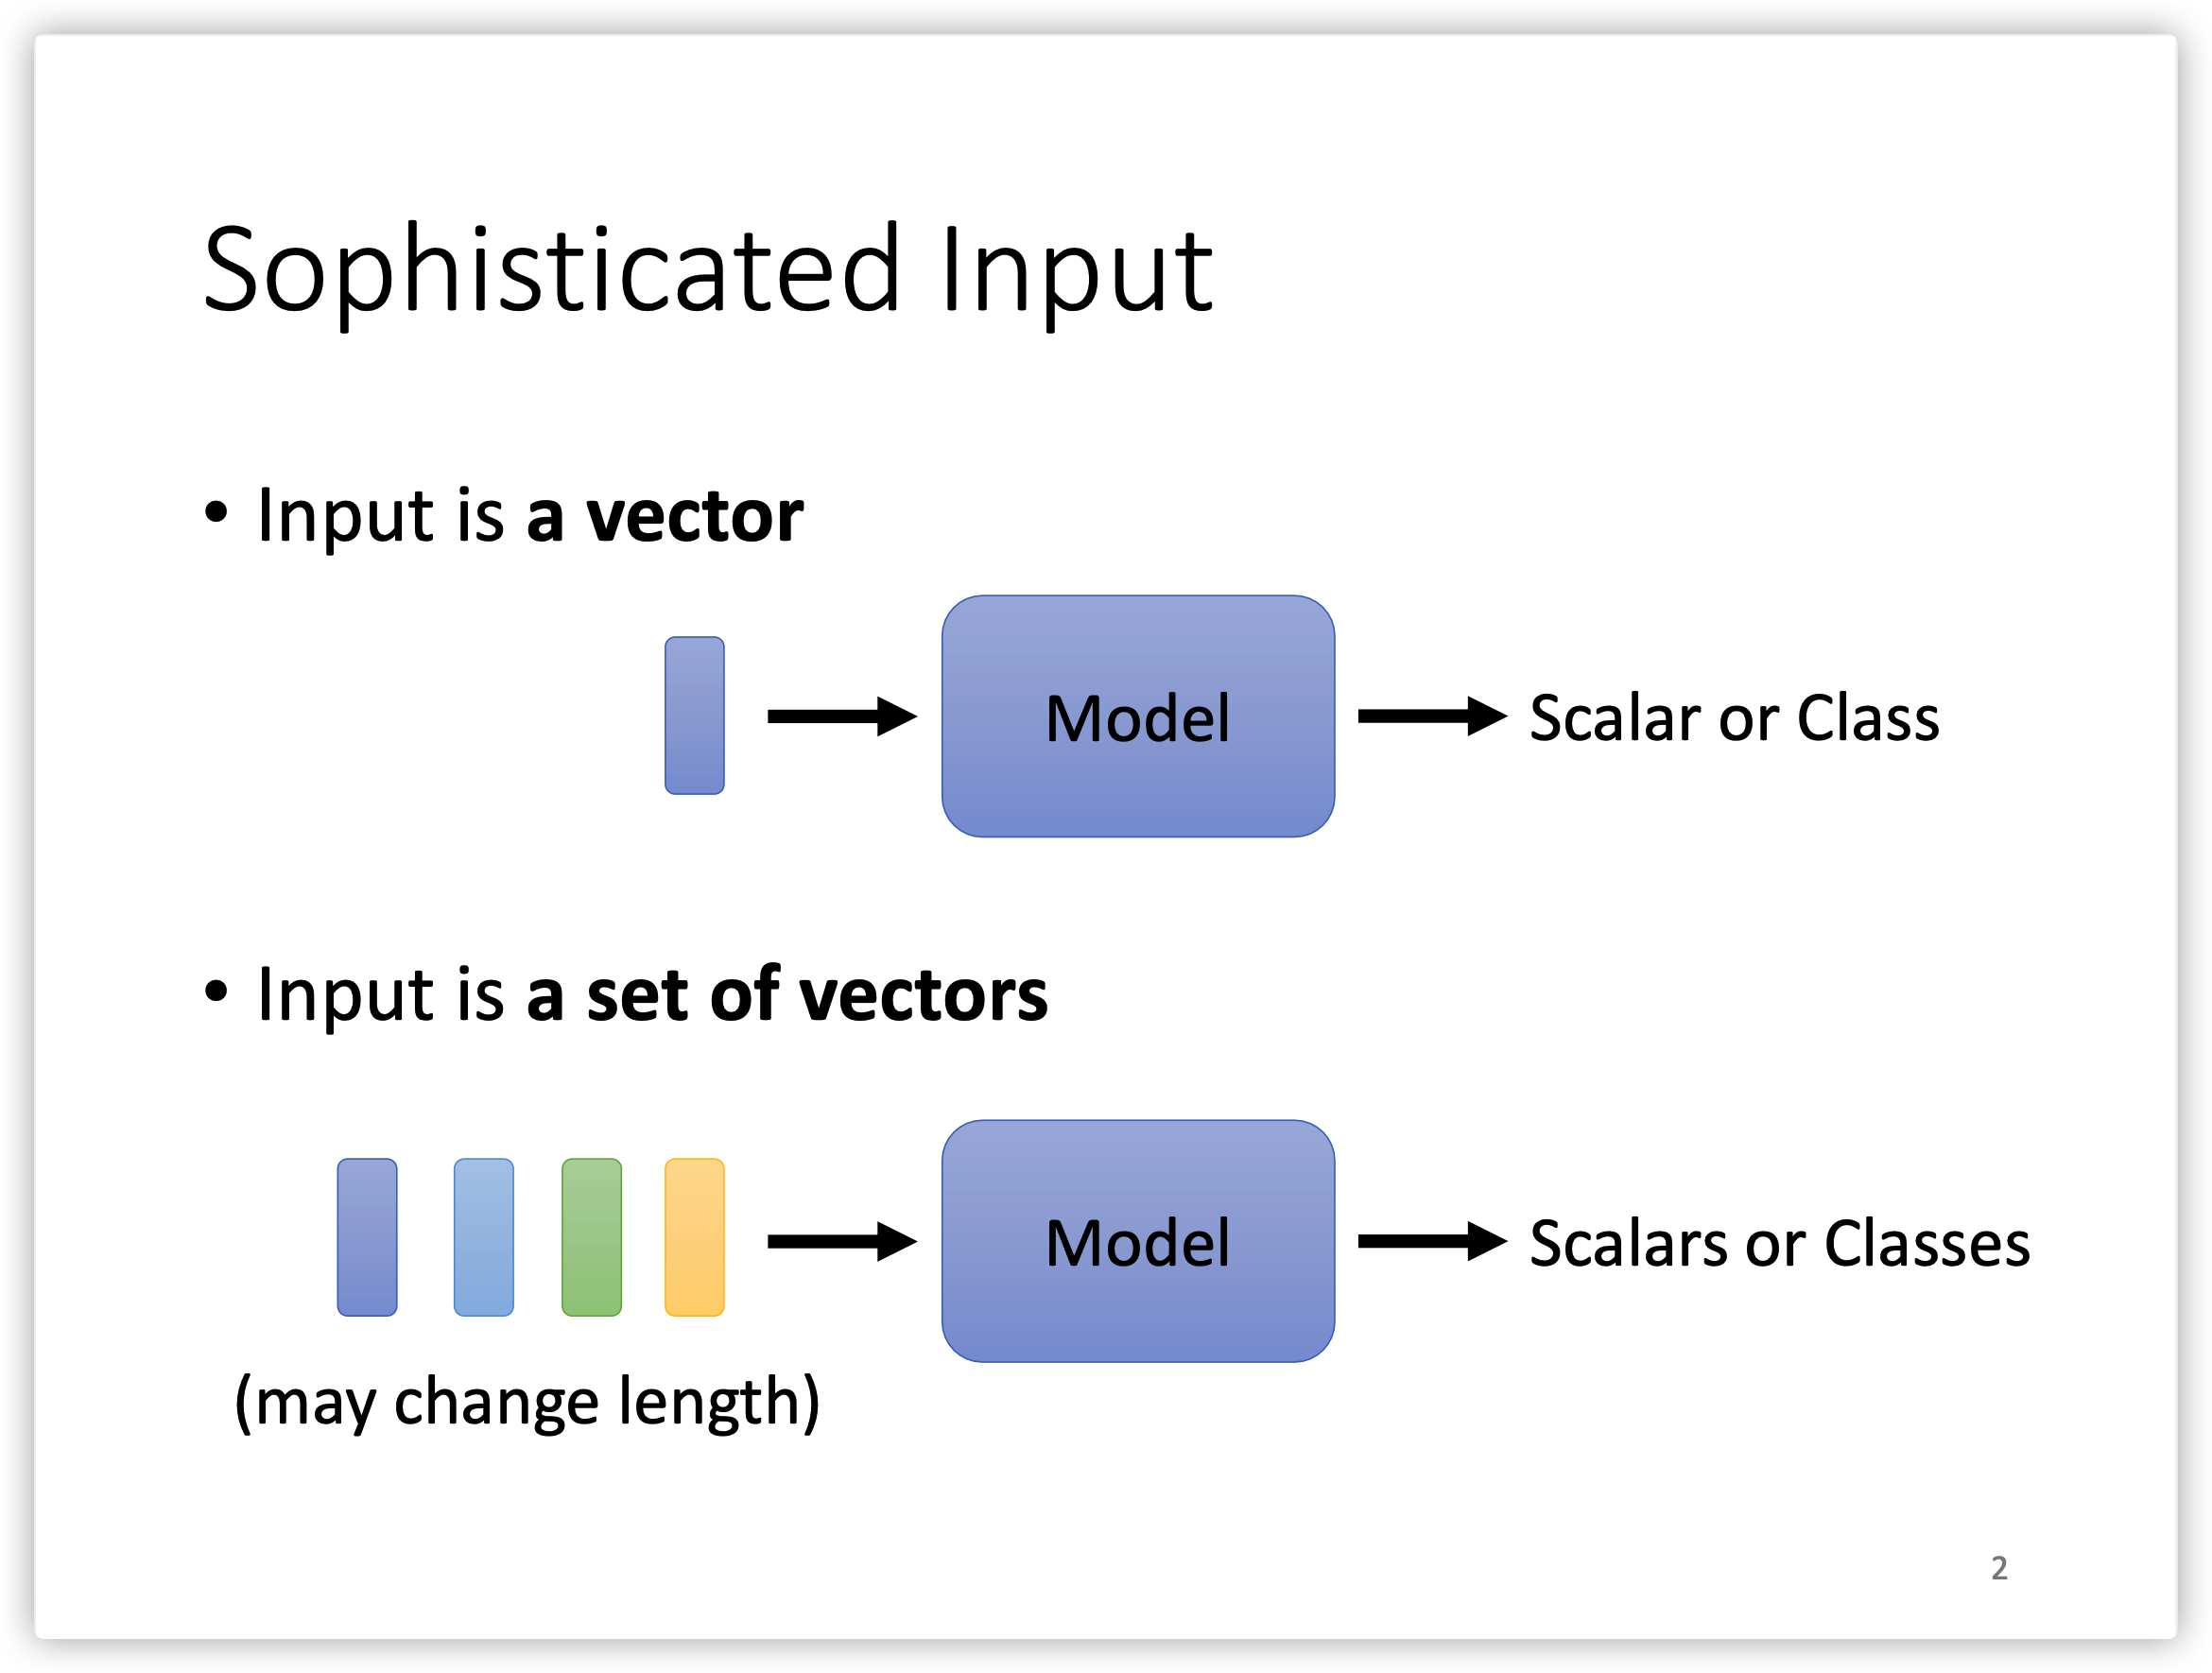 Sophisticated Input
• Input is a vector
Model
Scalar or Class
• Input is a set of vectors
Model
Scalars or Classes
(may change length)
2